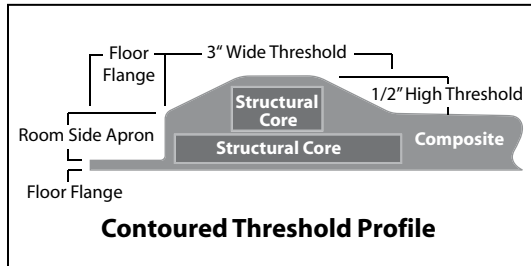 Floor
Flange
3“ Wide Threshold
1/2” High Threshold
Structural
Core
Room Side Apron
Structural Core
Composite
Floor Flange
Contoured Threshold Profile